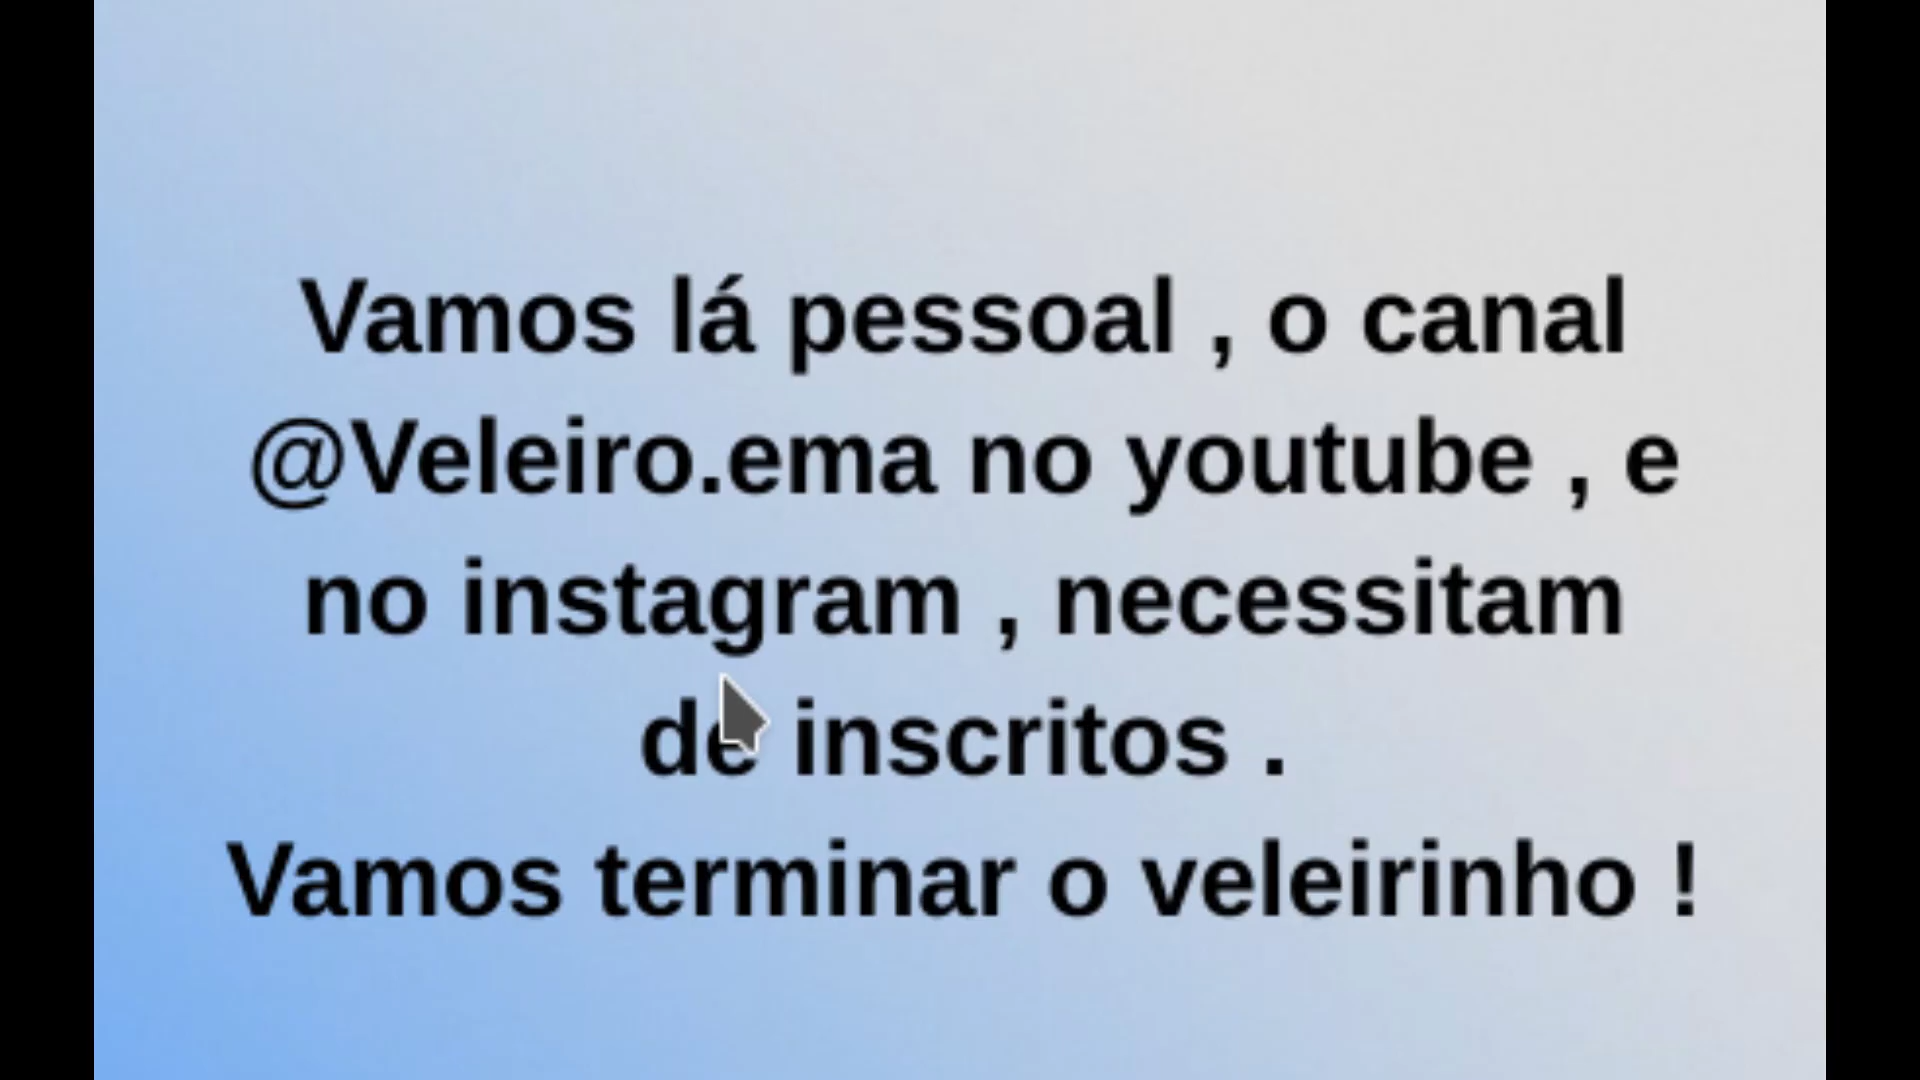 Vamos lá pessoal , o canal
@Veleiro.ema no youtube , e
no instagram , necessitam
de inscritos .
Vamos terminar o veleirinho !